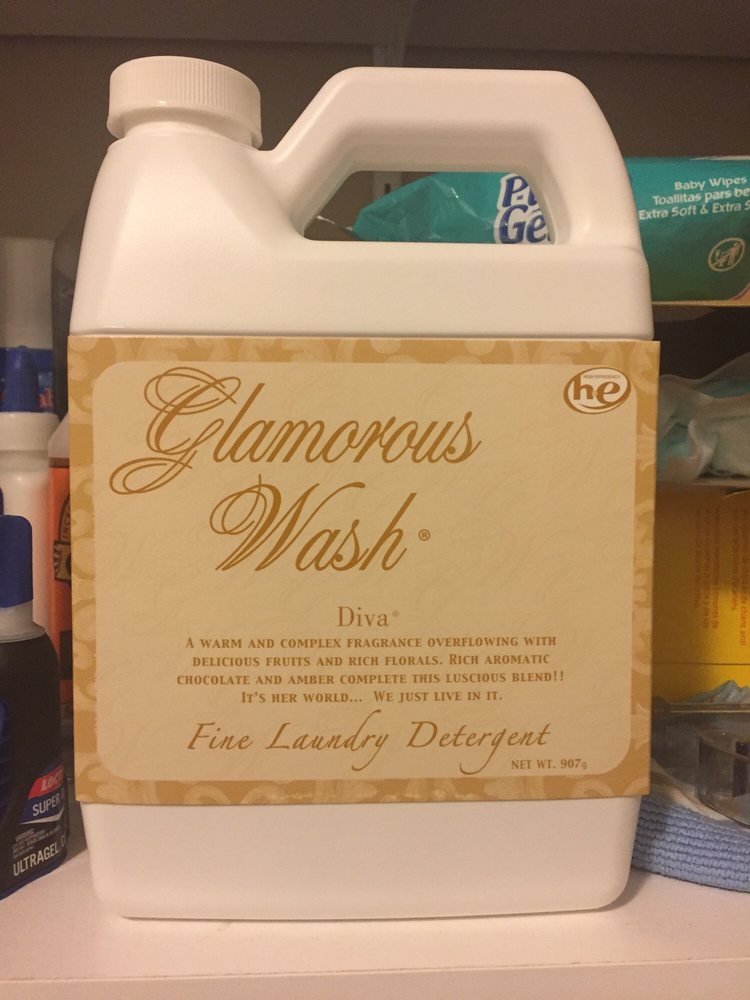 Glamorous
Wash®
he
Diva®
A WARM AND COMPLEX FRAGRANCE OVERFLOWING WITH
DELICIOUS FRUITS AND RICH FLORALS. RICH AROMATIC
CHOCOLATE AND AMBER COMPLETE THIS LUSCIOUS BLEND!!
IT'S HER WORLD... WE JUST LIVE IN IT.
Fine Laundry Detergent
NET WT. 907g
Baby Wipes
Toallitas pars be
Extra Soft & Extra S
LOCT
SUPER
ULTRAGEL